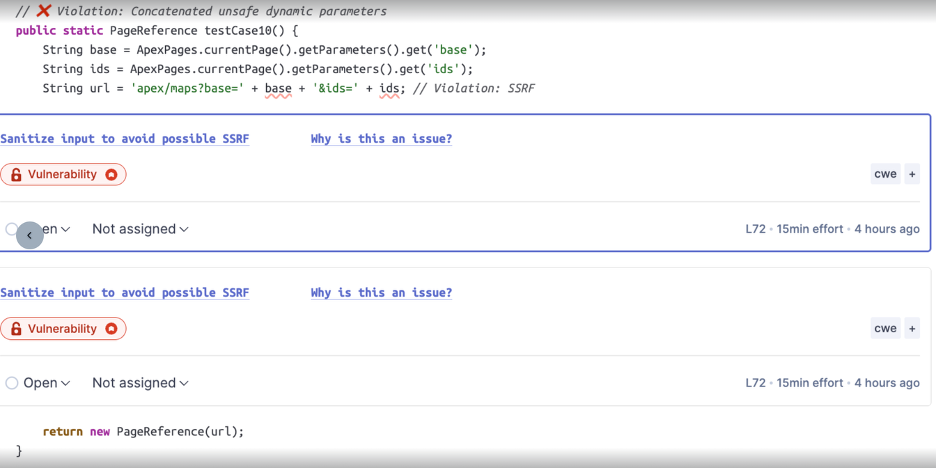 // ❌ Violation: Concatenated unsafe dynamic parameters
public static PageReference testCase10() {
String base = ApexPages.currentPage().getParameters().get('base');
String ids = ApexPages.currentPage().getParameters().get('ids');
String url = 'apex/maps?base=' + base + '&ids=' + ids; // Violation: SSRF
Sanitize input to avoid possible SSRF Why is this an issue?
Vulnerability cwe +
en Not assigned L72 • 15min effort • 4 hours ago
Sanitize input to avoid possible SSRF Why is this an issue?
Vulnerability cwe +
Open Not assigned L72 • 15min effort • 4 hours ago
return new PageReference(url);
}